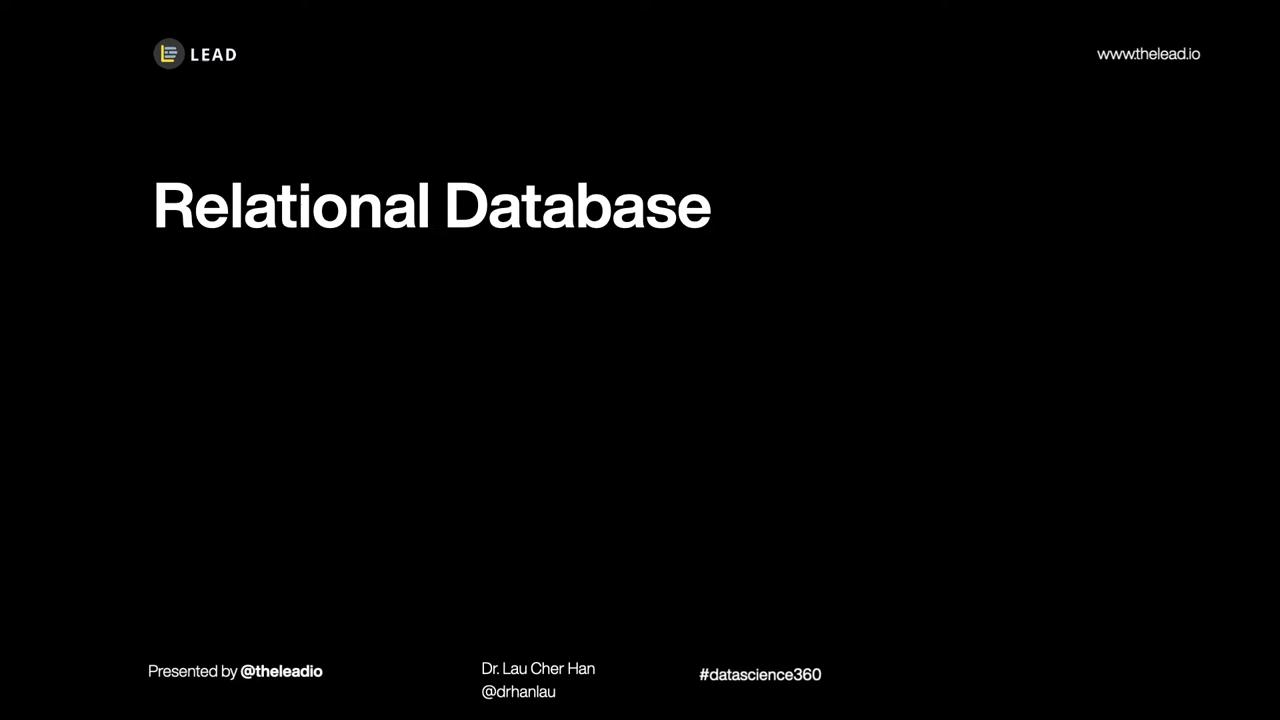 LEAD
www.thelead.io
Relational Database
Presented by @theleadio
Dr. Lau Cher Han
@drhanlau
#datascience360